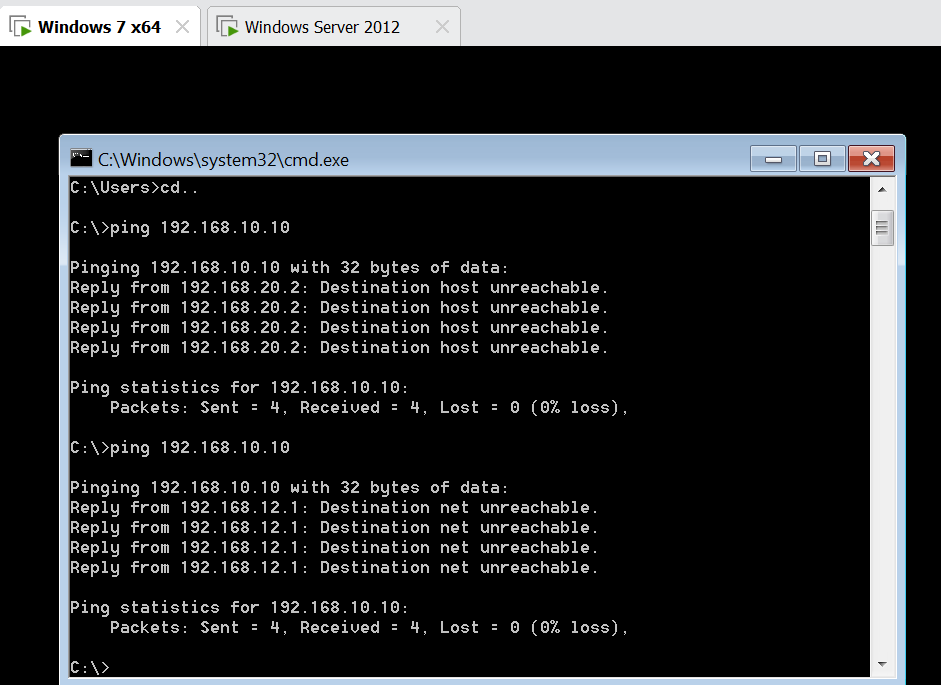 Windows 7 x64
Windows Server 2012
C:\Windows\system32\cmd.exe
C:\Users>cd..
C:\>ping 192.168.10.10
Pinging 192.168.10.10 with 32 bytes of data:
Reply from 192.168.20.2: Destination host unreachable.
Reply from 192.168.20.2: Destination host unreachable.
Reply from 192.168.20.2: Destination host unreachable.
Reply from 192.168.20.2: Destination host unreachable.
Ping statistics for 192.168.10.10:
    Packets: Sent = 4, Received = 4, Lost = 0 (0% loss),
C:\>ping 192.168.10.10
Pinging 192.168.10.10 with 32 bytes of data:
Reply from 192.168.12.1: Destination net unreachable.
Reply from 192.168.12.1: Destination net unreachable.
Reply from 192.168.12.1: Destination net unreachable.
Reply from 192.168.12.1: Destination net unreachable.
Ping statistics for 192.168.10.10:
    Packets: Sent = 4, Received = 4, Lost = 0 (0% loss),
C:\>